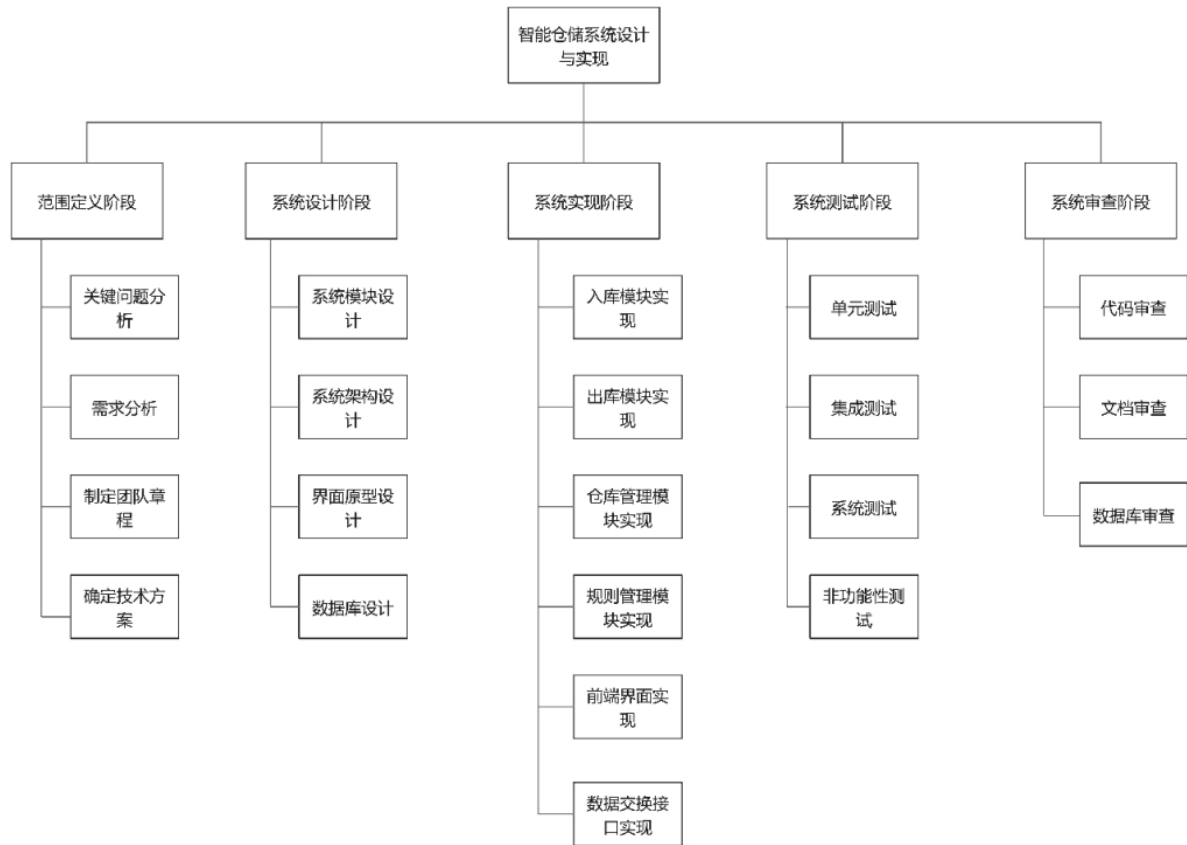 智能仓储系统设计
与实现
范围定义阶段
系统设计阶段
系统实现阶段
系统测试阶段
系统审查阶段
关键问题分
析
需求分析
制定团队章
程
确定技术方
案
系统模块设
计
系统架构设
计
界面原型设
计
数据库设计
入库模块实
现
出库模块实
现
仓库管理模
块实现
规则管理模
块实现
前端界面实
现
数据交换接
口实现
单元测试
集成测试
系统测试
非功能性测
试
代码审查
文档审查
数据库审查